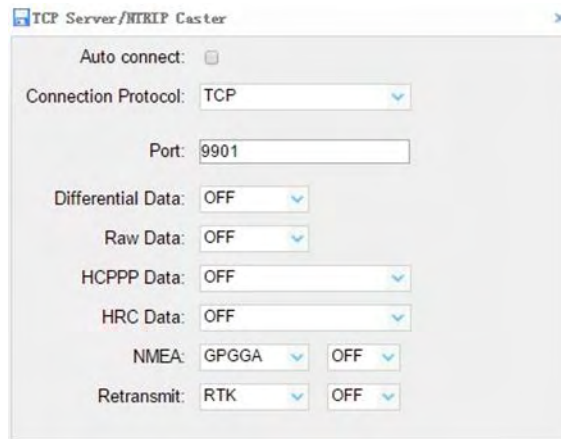 TCP Server/NTRIP Caster x
Auto connect:
Connection Protocol: TCP
Port: 9901
Differential Data: OFF
Raw Data: OFF
HCPPP Data: OFF
HRC Data: OFF
NMEA: GPGGA OFF
Retransmit: RTK OFF